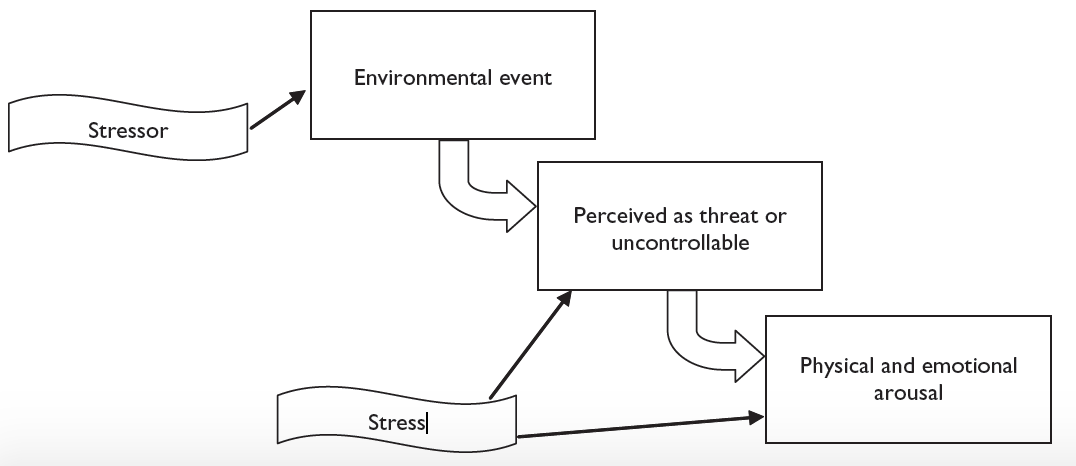 Environmental event
Stressor
Perceived as threat or
uncontrollable
Physical and emotional
arousal
Stress